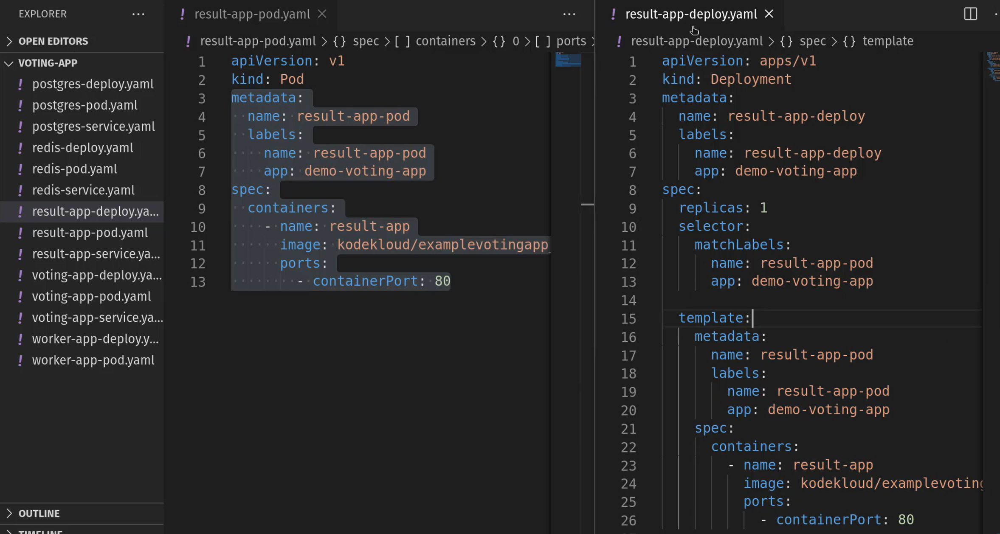 EXPLORER
OPEN EDITORS
VOTING-APP
postgres-deploy.yaml
postgres-pod.yaml
postgres-service.yaml
redis-deploy.yaml
redis-pod.yaml
redis-service.yaml
result-app-deploy.ya...
result-app-pod.yaml
result-app-service.ya...
voting-app-deploy.ya...
voting-app-pod.yaml
voting-app-service.ya...
worker-app-deploy.y...
worker-app-pod.yaml
OUTLINE
TIMELINE
result-app-pod.yaml
result-app-pod.yaml > {} spec > [ ] containers > {} 0 > [ ] ports >
1 apiVersion: v1
2 kind: Pod
3 metadata:
4 name: result-app-pod
5 labels:
6 name: result-app-pod
7 app: demo-voting-app
8 spec:
9 containers:
10 - name: result-app
11 image: kodekloud/examplevotingapp_
12 ports:
13 - containerPort: 80
result-app-deploy.yaml
result-app-deploy.yaml > {} spec > {} template
1 apiVersion: apps/v1
2 kind: Deployment
3 metadata:
4 name: result-app-deploy
5 labels:
6 name: result-app-deploy
7 app: demo-voting-app
8 spec:
9 replicas: 1
10 selector:
11 matchLabels:
12 name: result-app-pod
13 app: demo-voting-app
14
15 template:
16 metadata:
17 name: result-app-pod
18 labels:
19 name: result-app-pod
20 app: demo-voting-app
21 spec:
22 containers:
23 - name: result-app
24 image: kodekloud/examplevoting
25 ports:
26 - containerPort: 80